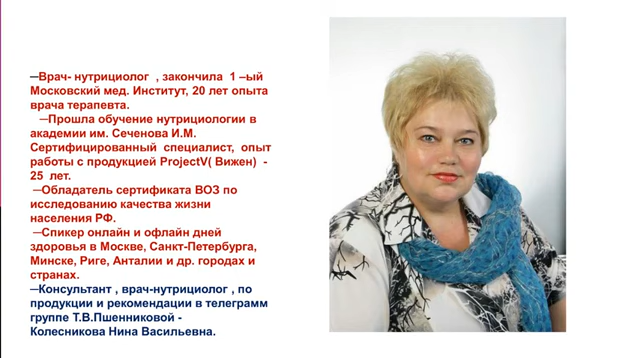 ─Врач- нутрициолог , закончила 1 –ый
Московский мед. Институт, 20 лет опыта
врача терапевта.
─Прошла обучение нутрициологии в
академии им. Сеченова И.М.
Сертифицированный специалист, опыт
работы с продукцией ProjectV( Вижен) -
25 лет.
─Обладатель сертификата ВОЗ по
исследованию качества жизни
населения РФ.
─Спикер онлайн и офлайн дней
здоровья в Москве, Санкт-Петербурга,
Минске, Риге, Анталии и др. городах и
странах.
─Консультант , врач-нутрициолог , по
продукции и рекомендации в телеграмм
группе Т.В.Пшенниковой -
Колесникова Нина Васильевна.